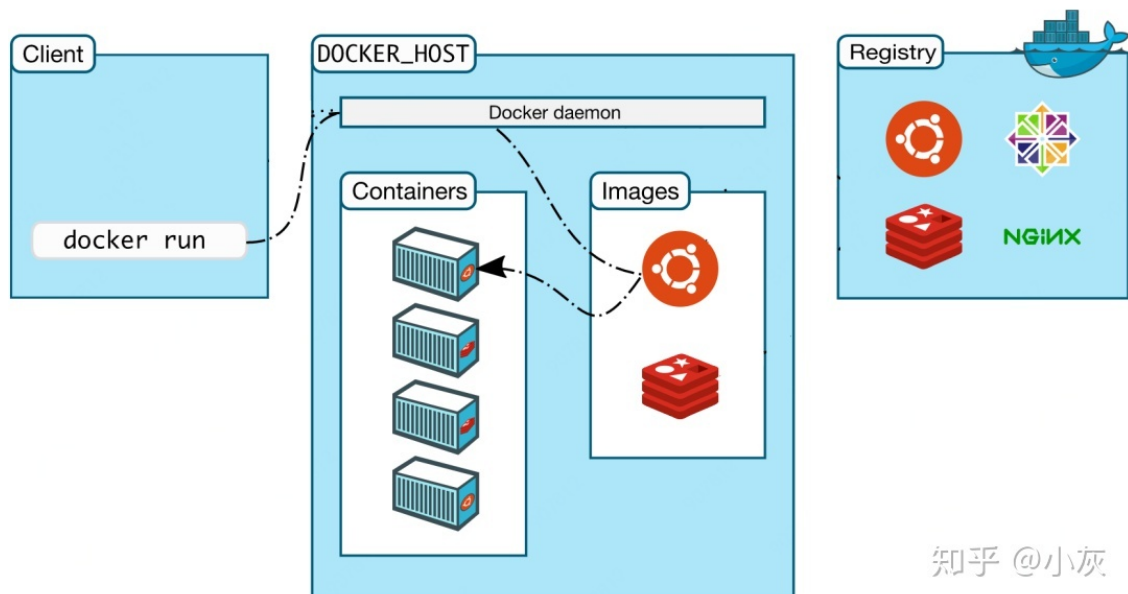 Client
DOCKER_HOST
Registry
Docker daemon
Containers
Images
docker run
NGiNX
知乎 @小灰